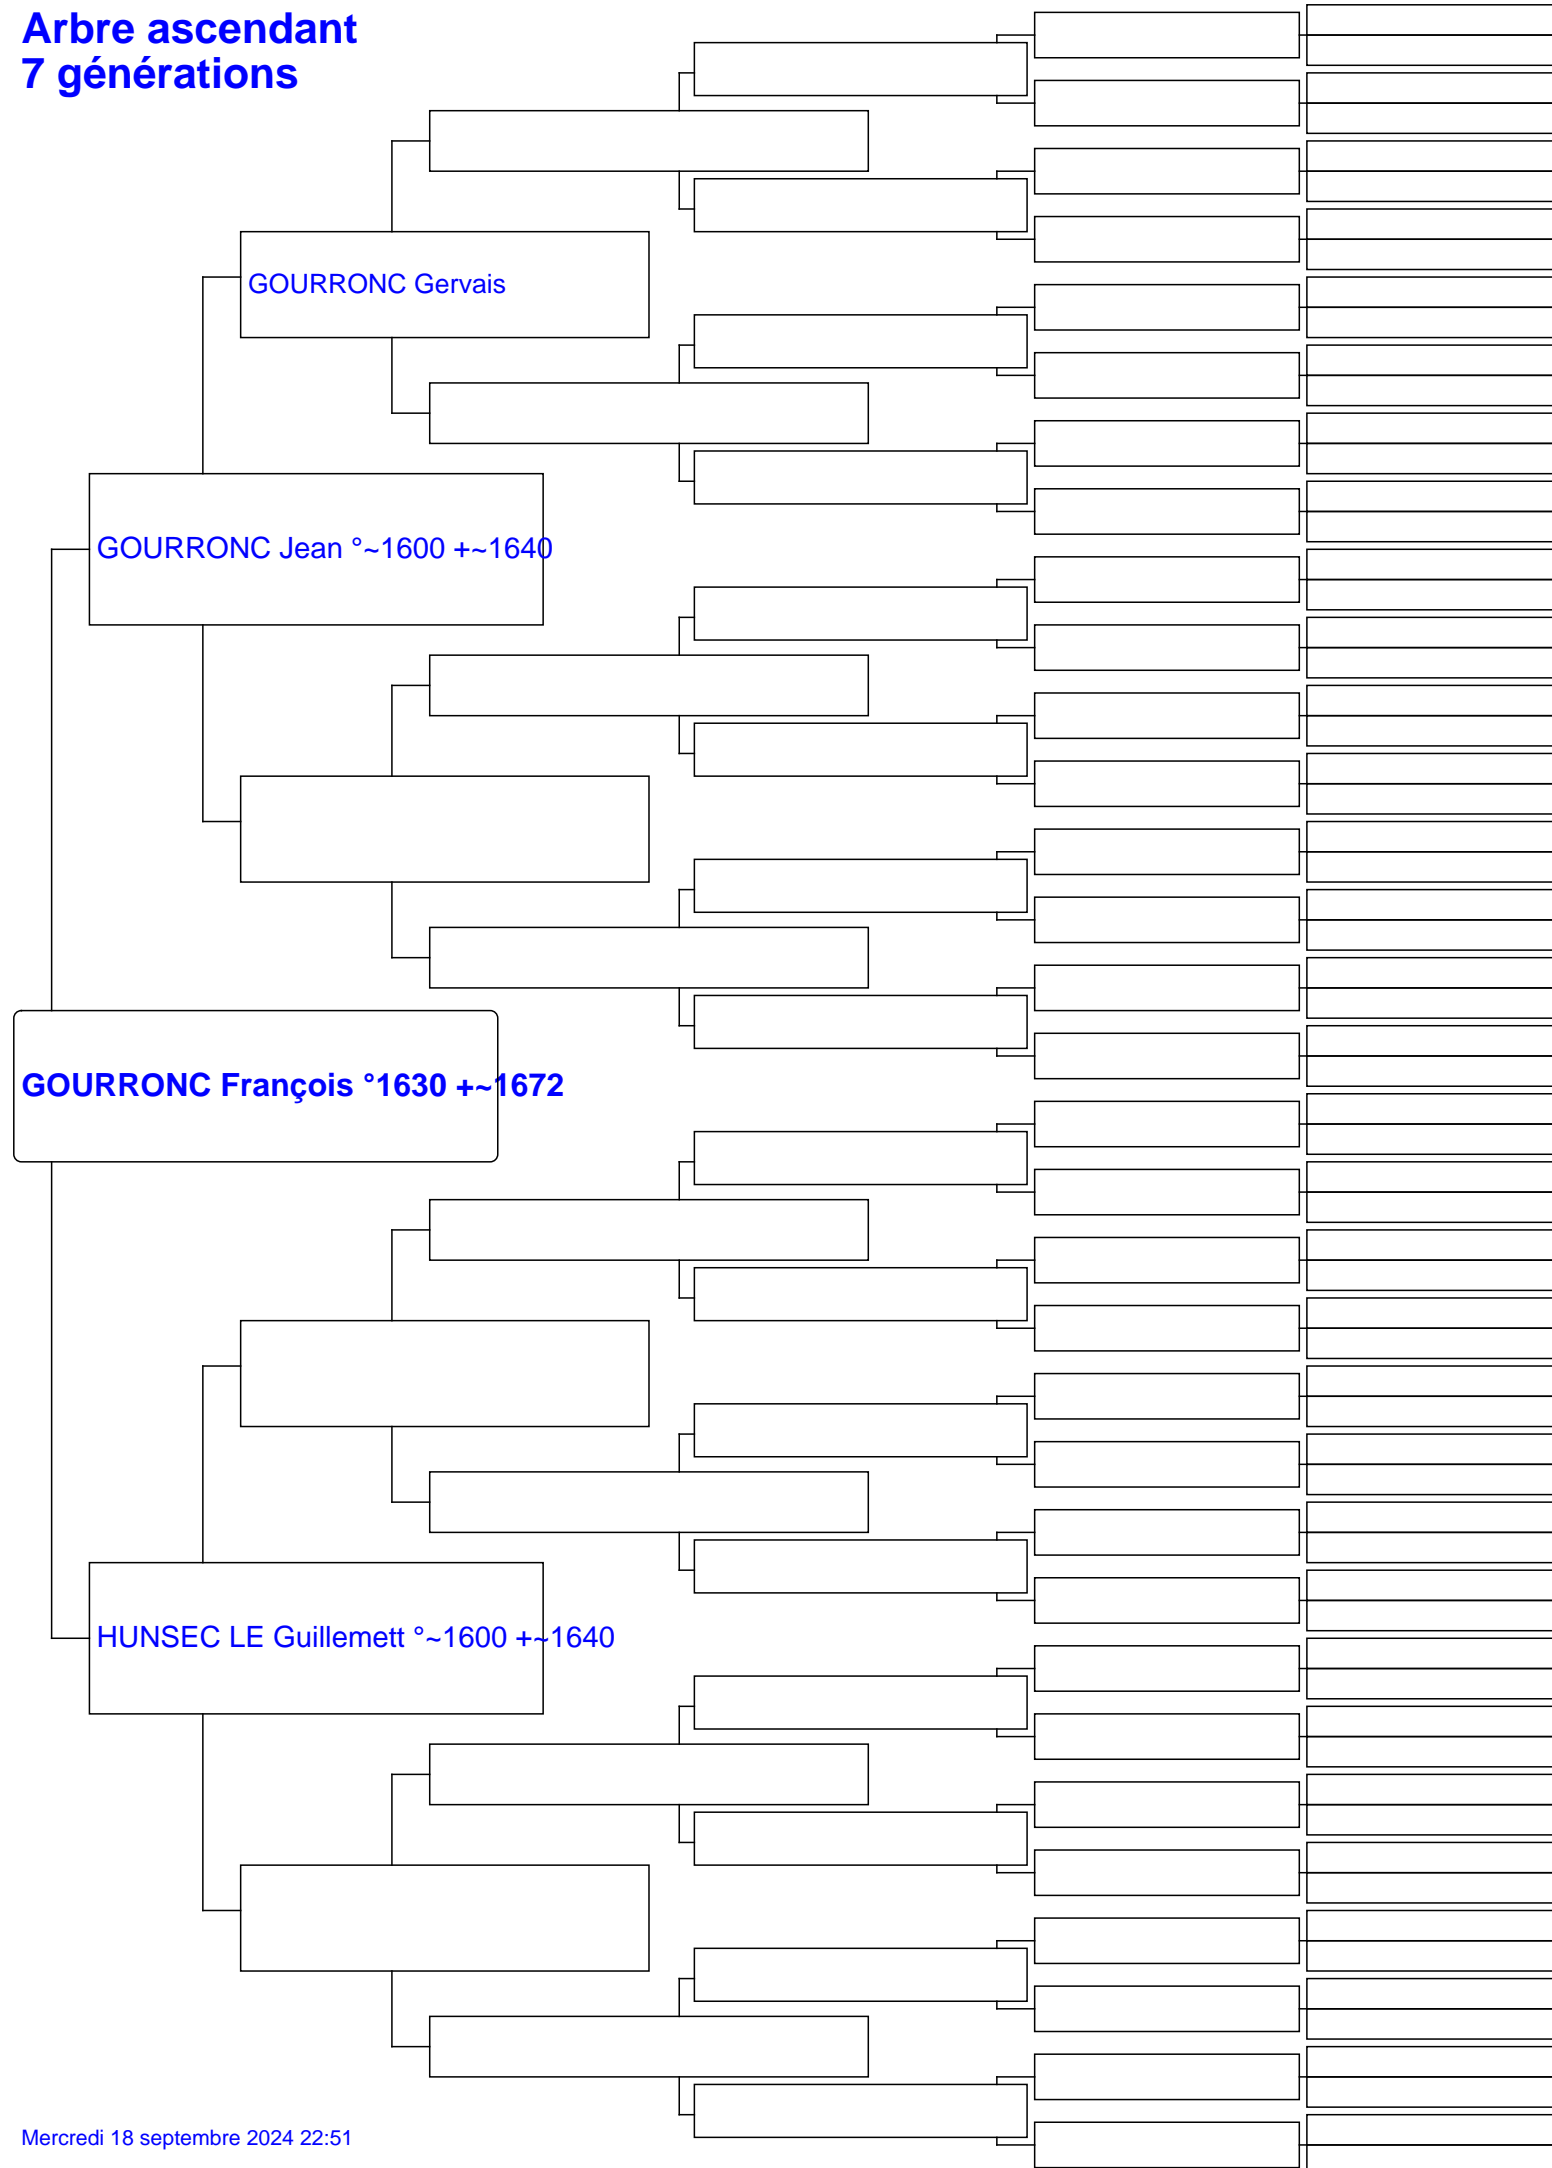 Arbre ascendant
7 générations
GOURRONC Gervais
GOURRONC Jean °~1600 +~1640
GOURRONC François °1630 +~1672
HUNSEC LE Guillemett °~1600 +~1640
Mercredi 18 septembre 2024 22:51